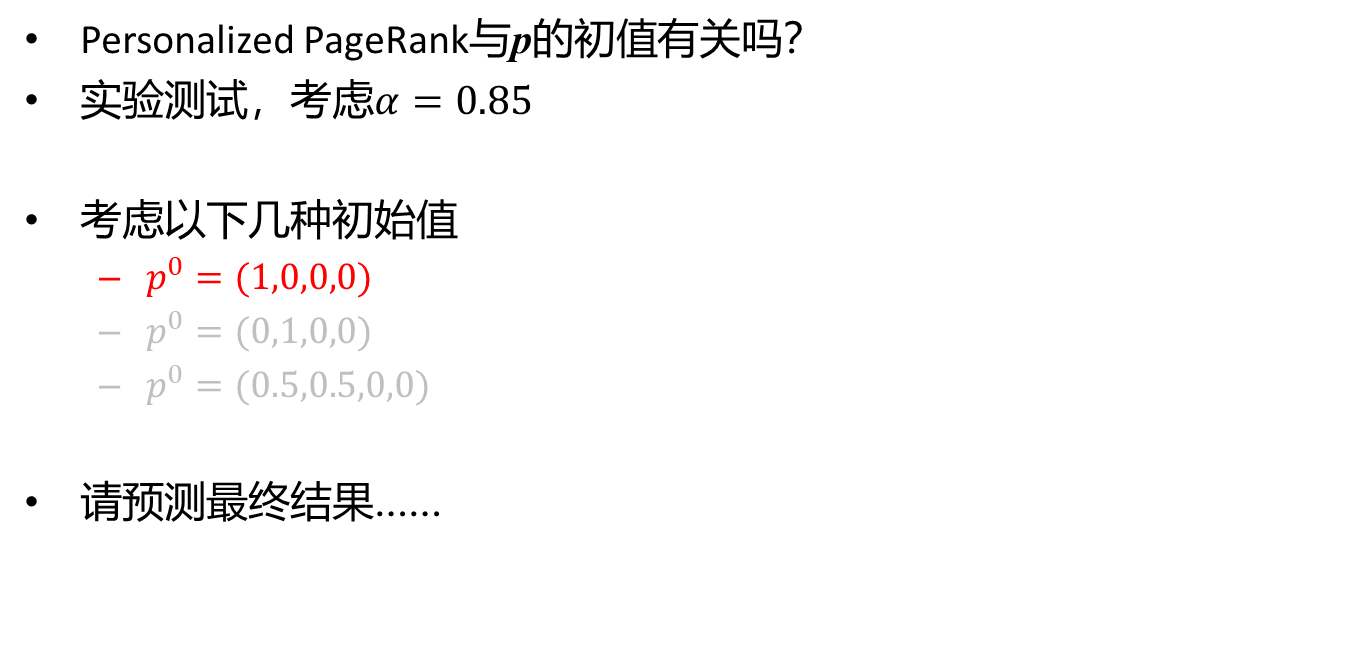 • Personalized PageRank与p的初值有关吗?
• 实验测试，考虑α = 0.85
• 考虑以下几种初始值
– p⁰ = (1,0,0,0)
– p⁰ = (0,1,0,0)
– p⁰ = (0.5,0.5,0,0)
• 请预测最终结果……